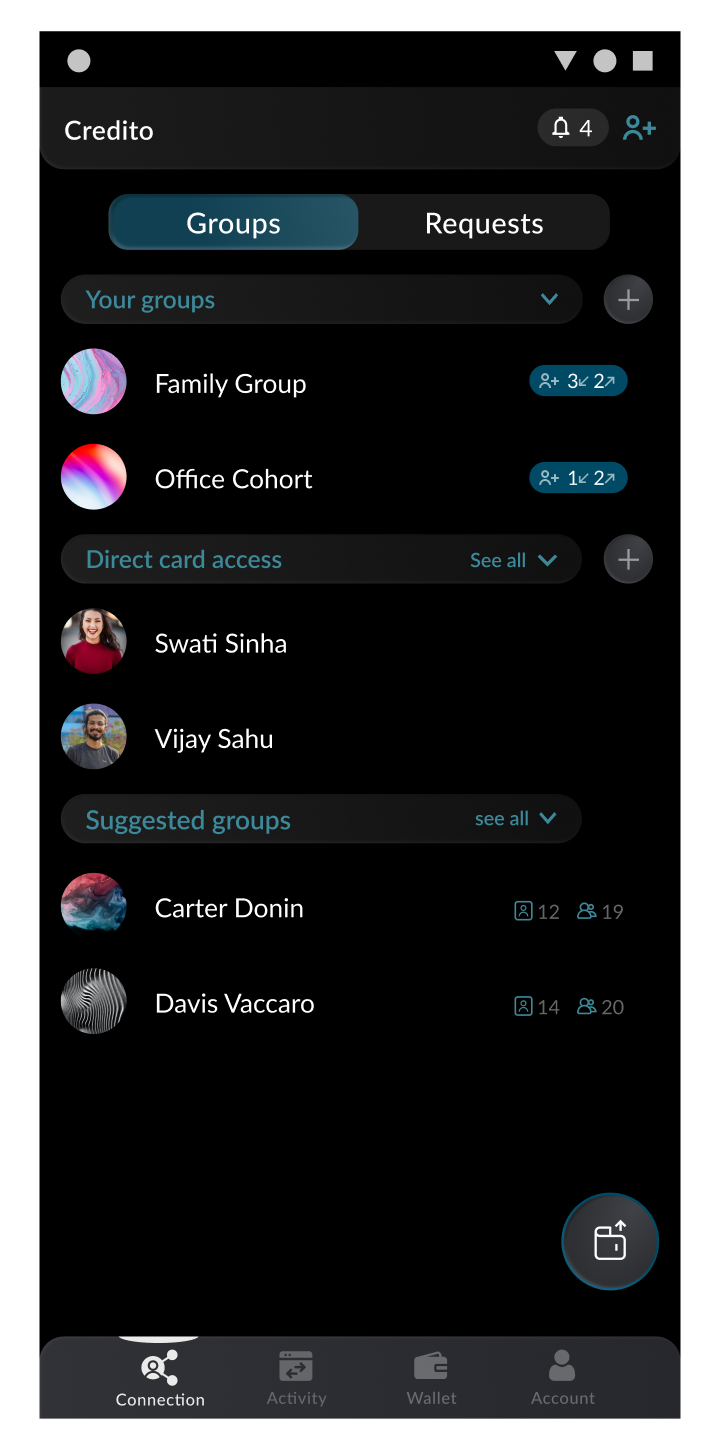 Credito
4
Groups Requests
Your groups
Family Group 3 2
Office Cohort 1 2
Direct card access See all
Swati Sinha
Vijay Sahu
Suggested groups see all
Carter Donin 12 19
Davis Vaccaro 14 20
Connection Activity Wallet Account